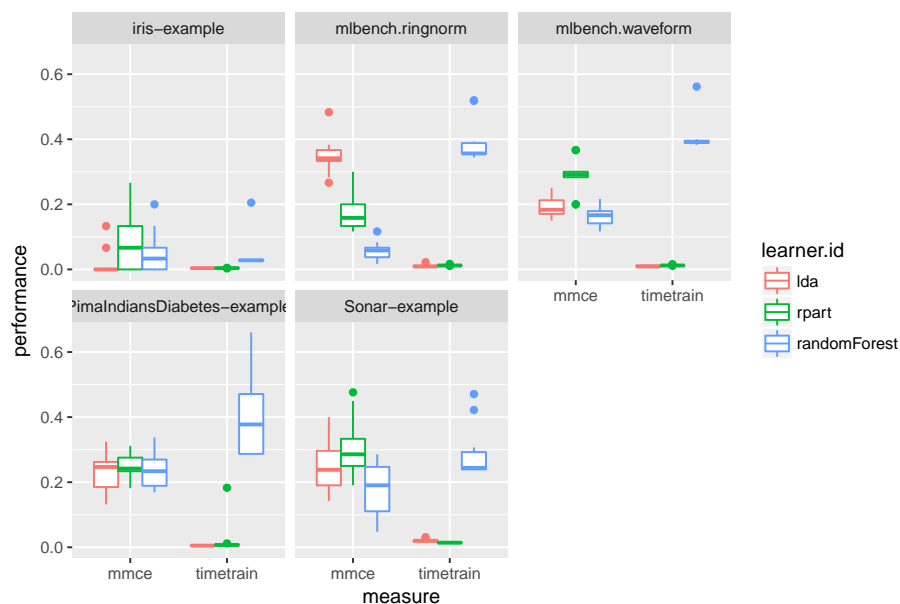 iris−example
mlbench.ringnorm
mlbench.waveform
0.6
0.4
0.2
0.0
mmce
timetrain
PimaIndiansDiabetes−example
Sonar−example
0.6
0.4
0.2
0.0
mmce
timetrain
mmce
timetrain
performance
measure
learner.id
lda
rpart
randomForest